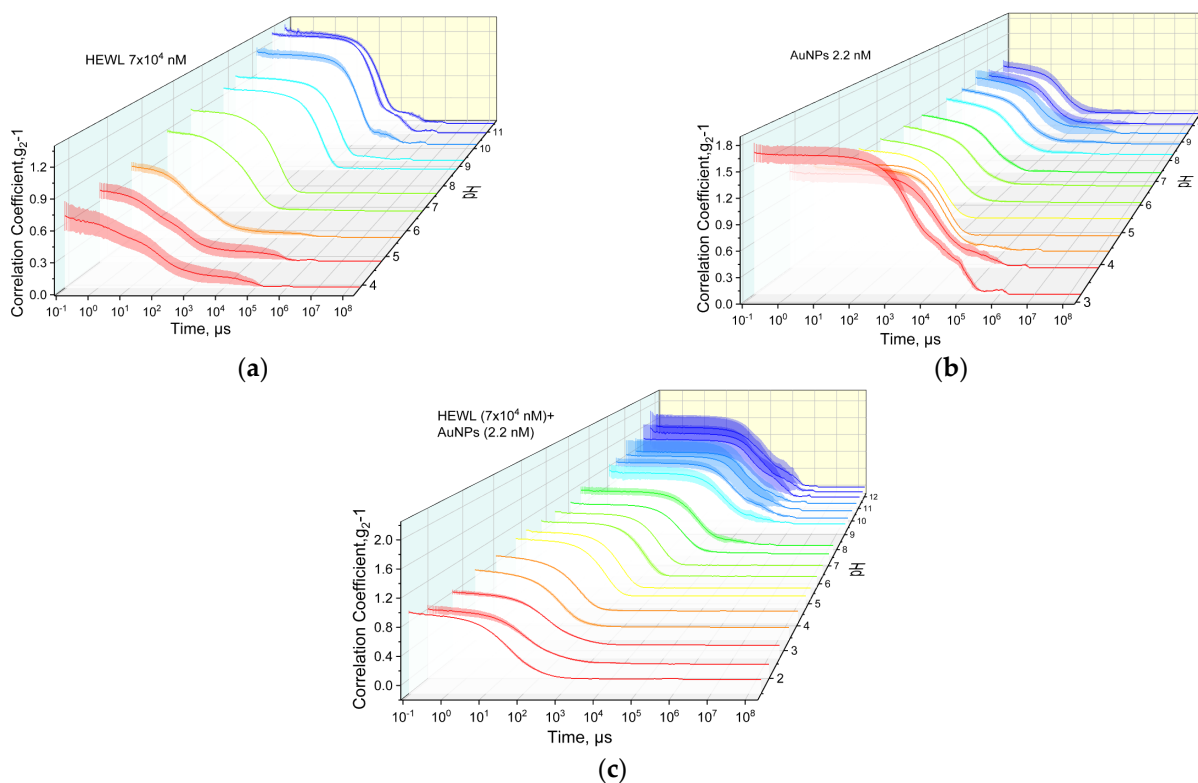 HEWL 7x10⁴ nM
Correlation Coefficient,g₂-1
1.2
0.9
0.6
0.3
0.0
10⁻¹ 10⁰ 10¹ 10² 10³ 10⁴ 10⁵ 10⁶ 10⁷ 10⁸
Time, µs
4
5
6
7
8
9
10
11
pH
(a)
AuNPs 2.2 nM
Correlation Coefficient,g₂-1
1.8
1.5
1.2
0.9
0.6
0.3
0.0
10⁻¹ 10⁰ 10¹ 10² 10³ 10⁴ 10⁵ 10⁶ 10⁷ 10⁸
Time, µs
3
4
5
6
7
8
9
pH
(b)
HEWL (7x10⁴ nM)+
AuNPs (2.2 nM)
Correlation Coefficient,g₂-1
2.0
1.6
1.2
0.8
0.4
0.0
10⁻¹ 10⁰ 10¹ 10² 10³ 10⁴ 10⁵ 10⁶ 10⁷ 10⁸
Time, µs
2
3
4
5
6
7
8
9
10
11
12
pH
(c)